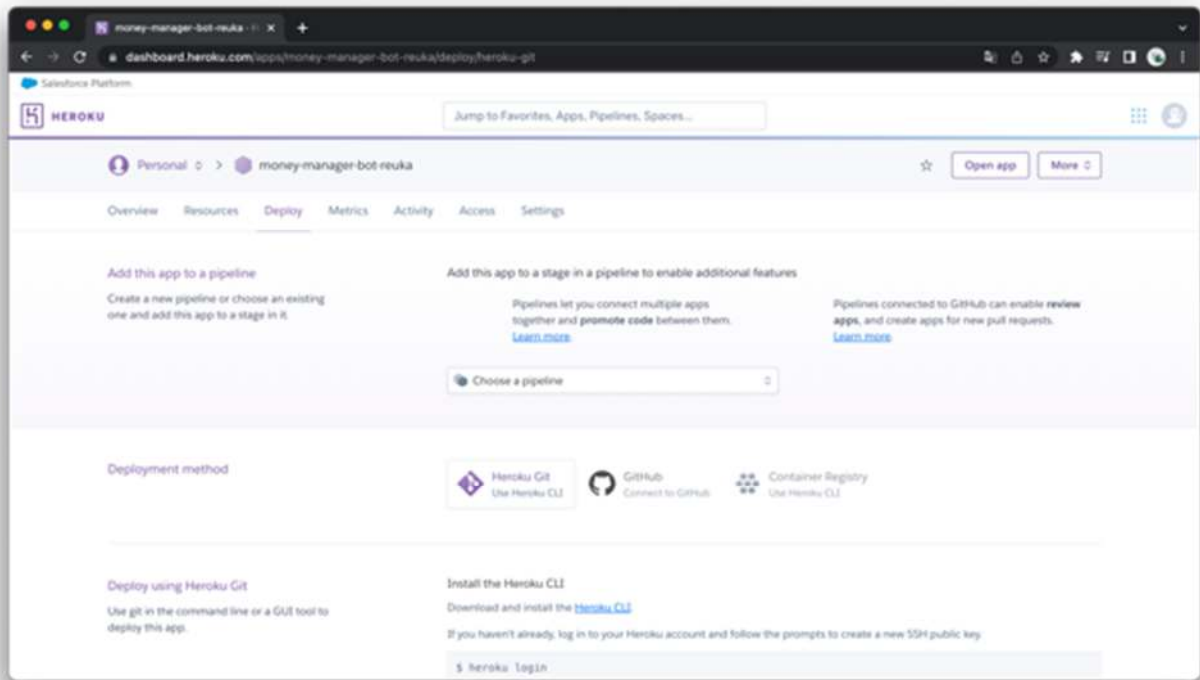 money-manager-bot-reuka
dashboard.heroku.com/apps/money-manager-bot-reuka/deploy/heroku-git
Salesforce Platform
HEROKU
Jump to Favorites, Apps, Pipelines, Spaces...
Personal > money-manager-bot-reuka
Open app
More
Overview Resources Deploy Metrics Activity Access Settings
Add this app to a pipeline
Create a new pipeline or choose an existing
one and add this app to a stage in it.
Add this app to a stage in a pipeline to enable additional features
Pipelines let you connect multiple apps
together and promote code between them.
Learn more.
Pipelines connected to GitHub can enable review
apps, and create apps for new pull requests.
Learn more.
Choose a pipeline
Deployment method
Heroku Git
Use Heroku CLI
GitHub
Connect to GitHub
Container Registry
Use Heroku CLI
Deploy using Heroku Git
Use git in the command line or a GUI tool to
deploy this app.
Install the Heroku CLI
Download and install the Heroku CLI.
If you haven't already, log in to your Heroku account and follow the prompts to create a new SSH public key.
$ heroku login